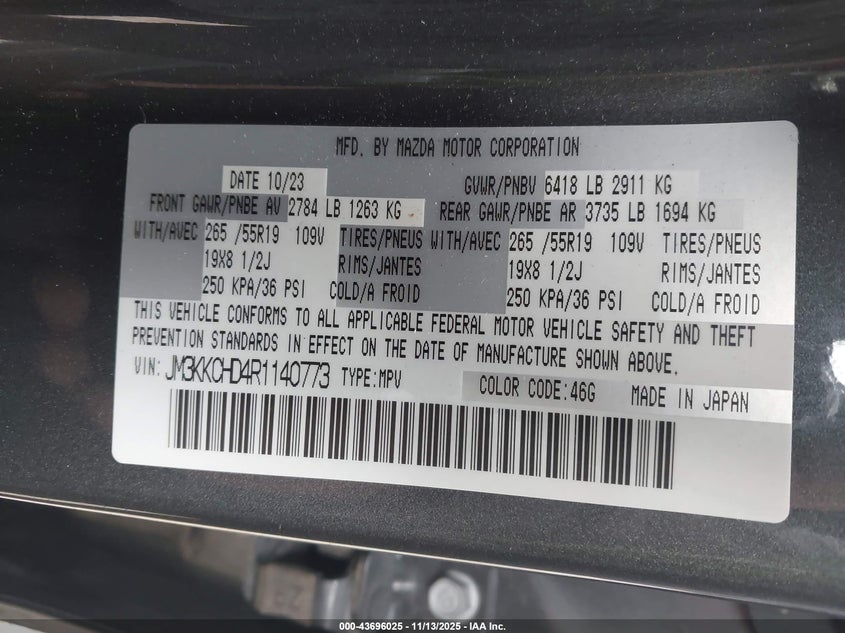 MFD. BY MAZDA MOTOR CORPORATION
DATE 10/23 GVWR/PNBV 6418 LB 2911 KG
FRONT GAWR/PNBE AV 2784 LB 1263 KG REAR GAWR/PNBE AR 3735 LB 1694 KG
WITH/AVEC 265 /55R19 109V TIRES/PNEUS WITH/AVEC 265 /55R19 109V TIRES/PNEUS
19X8 1/2J RIMS/JANTES 19X8 1/2J RIMS/JANTES
250 KPA/36 PSI COLD/A FROID 250 KPA/36 PSI COLD/A FROID
THIS VEHICLE CONFORMS TO ALL APPLICABLE FEDERAL MOTOR VEHICLE SAFETY AND THEFT
PREVENTION STANDARDS IN EFFECT ON THE DATE OF MANUFACTURE SHOWN ABOVE.
VIN: JM3KKCHD4R1140773 TYPE:MPV COLOR CODE:46G MADE IN JAPAN
000-43696025 - 11/13/2025 - IAA Inc.